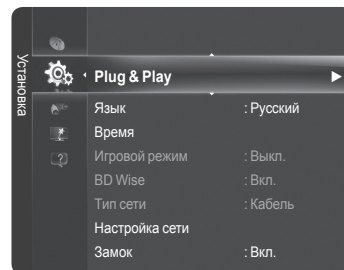 Установка
Plug & Play
Язык : Русский
Время
Игровой режим : Выкл.
BD Wise : Вкл.
Тип сети : Кабель
Настройка сети
Замок : Вкл.